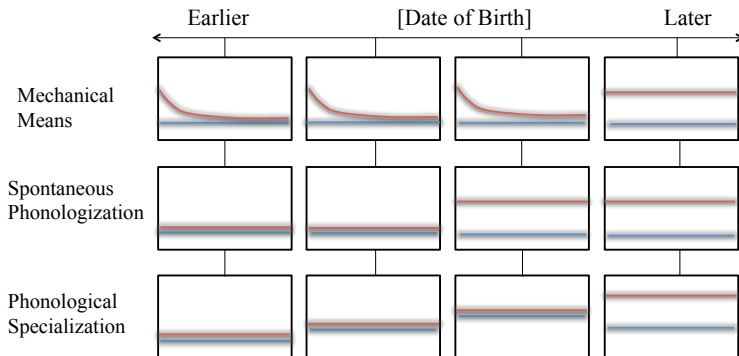 Earlier [Date of Birth] Later
Mechanical
Means
Spontaneous
Phonologization
Phonological
Specialization